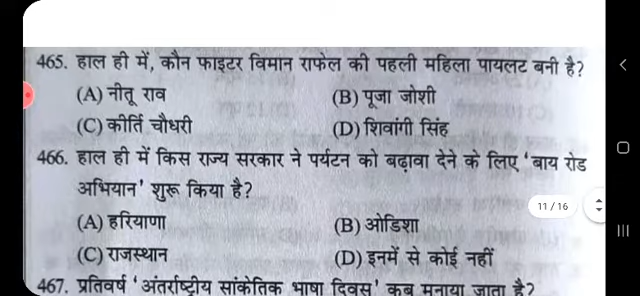 465. हाल ही में, कौन फाइटर विमान राफेल की पहली महिला पायलट बनी है?
(A) नीतू राव (B) पूजा जोशी
(C) कीर्ति चौधरी (D) शिवांगी सिंह
466. हाल ही में किस राज्य सरकार ने पर्यटन को बढ़ावा देने के लिए 'बाय रोड
अभियान' शुरू किया है?
11/16
(A) हरियाणा (B) ओडिशा
(C) राजस्थान (D) इनमें से कोई नहीं
467. प्रतिवर्ष 'अंतर्राष्ट्रीय सांकेतिक भाषा दिवस' कब मनाया जाता है?